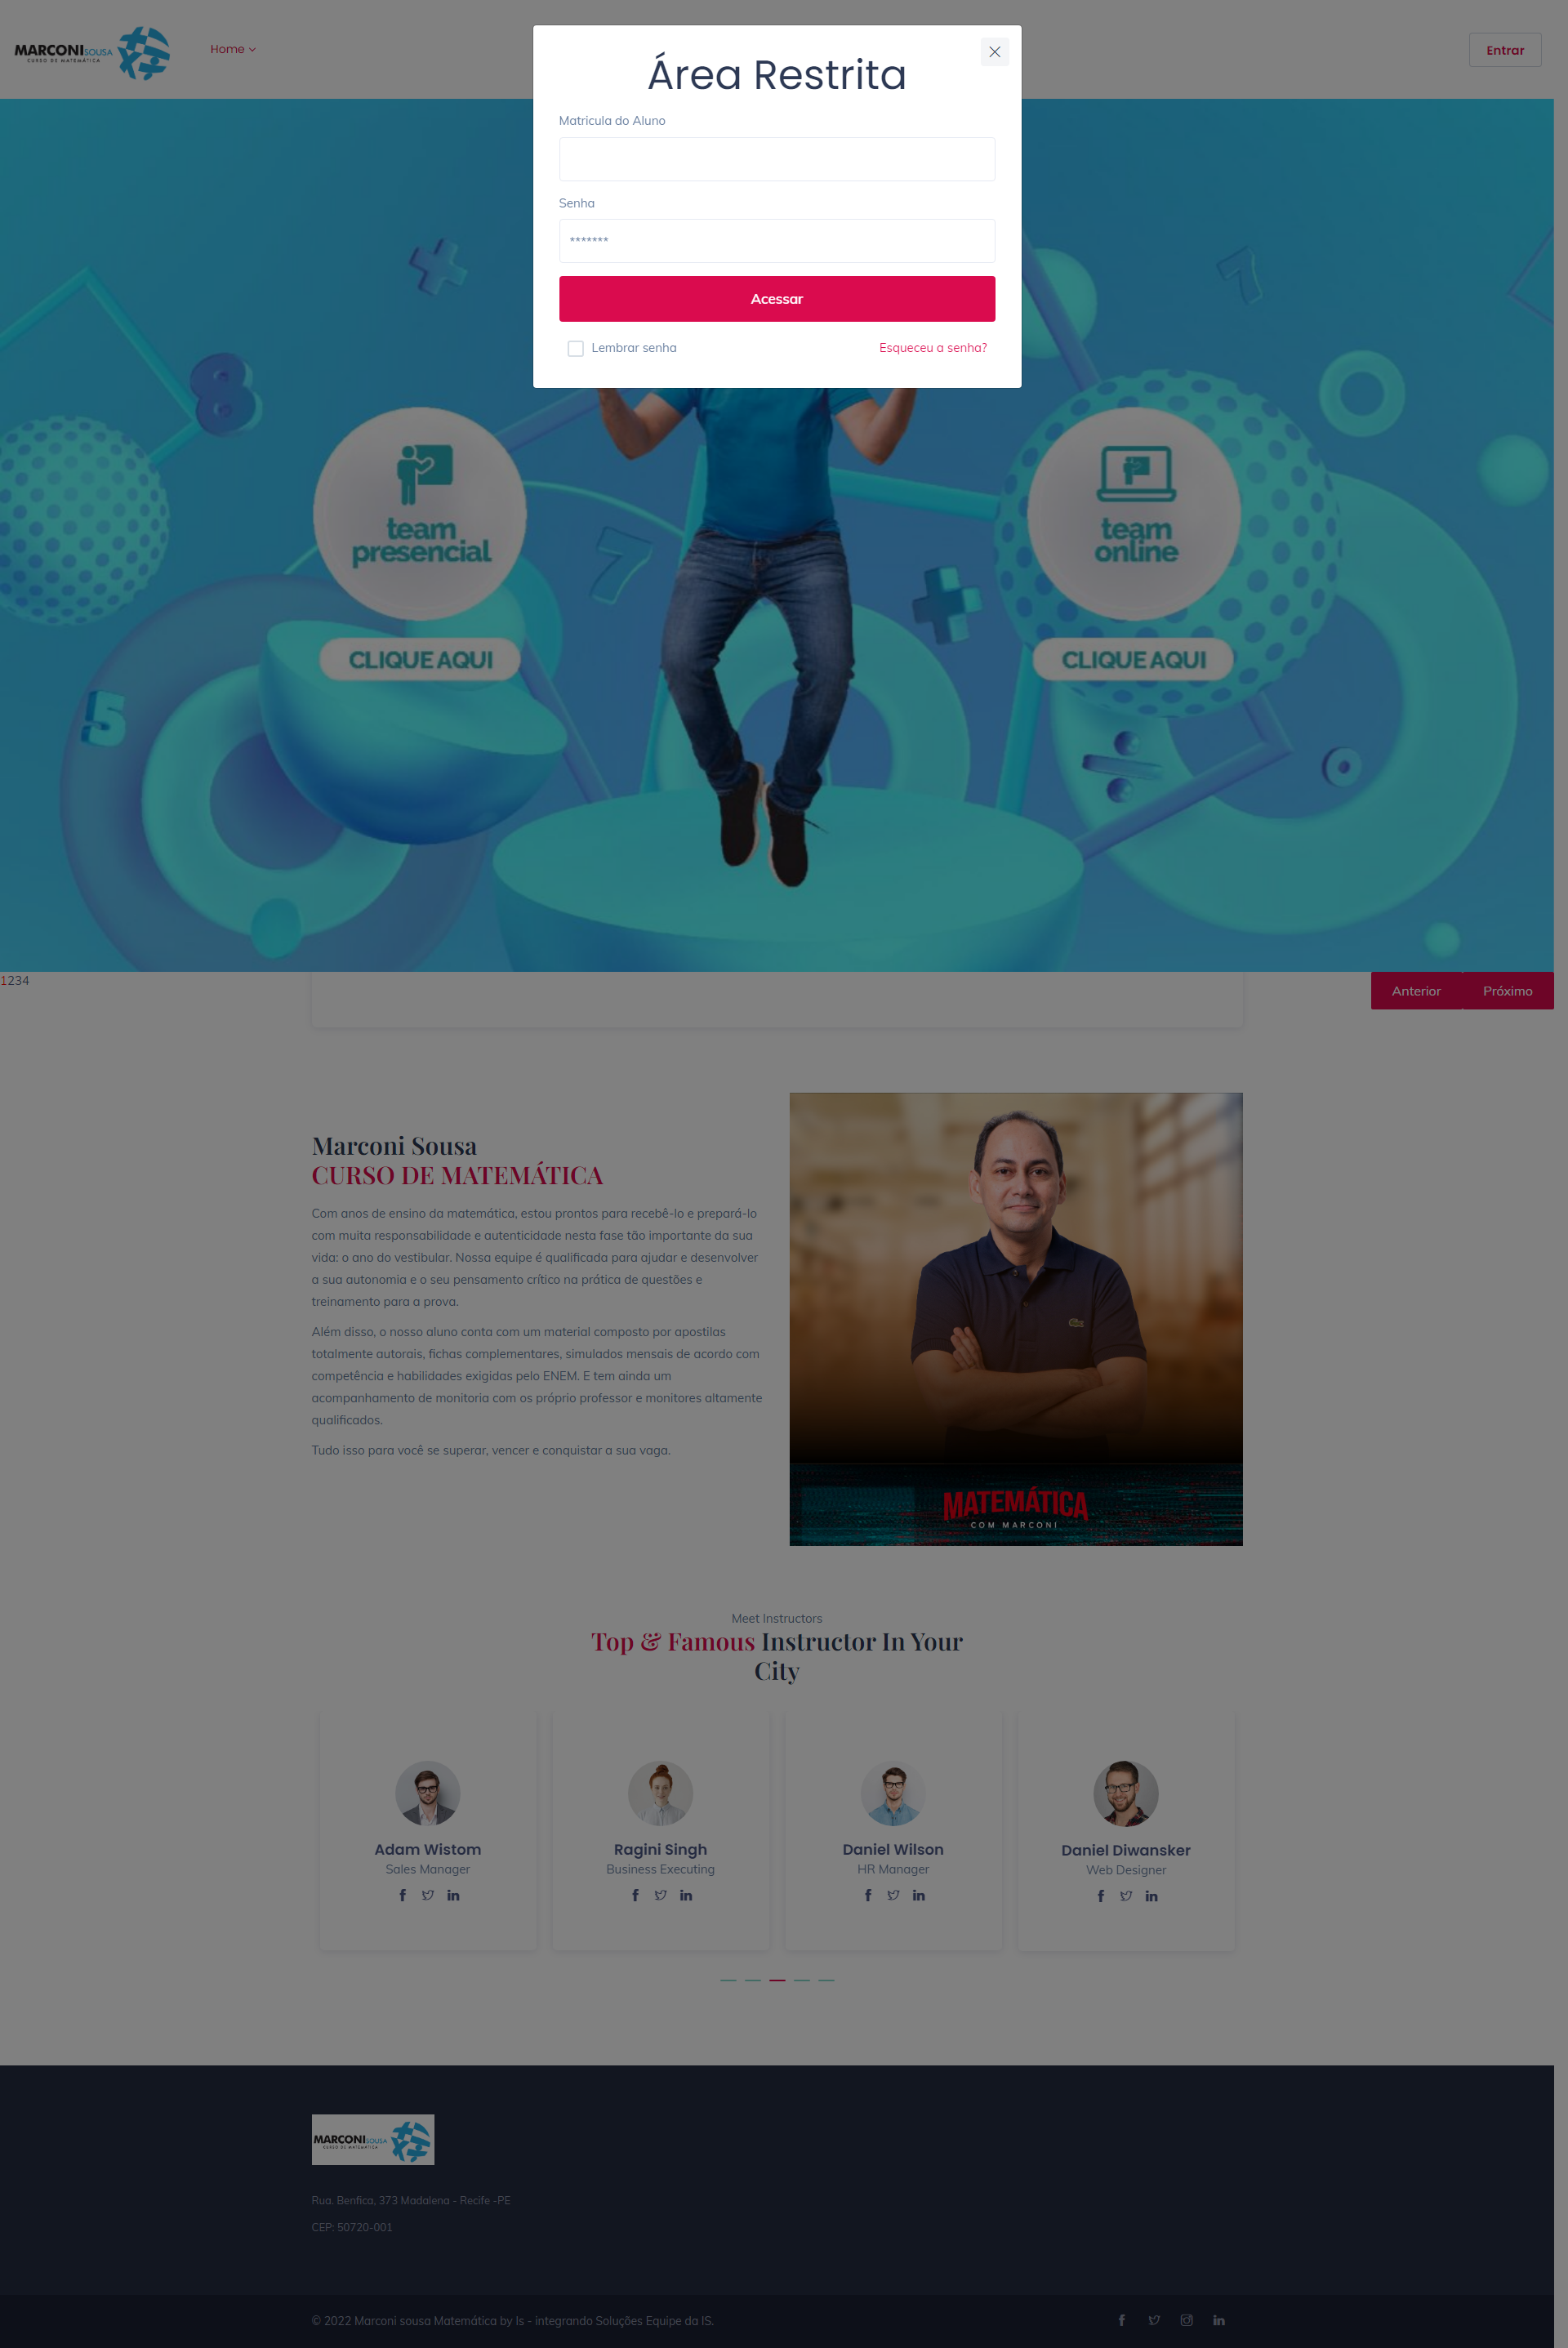 MARCONI SOUSA
CURSO DE MATEMÁTICA
Home
Entrar
Área Restrita
Matricula do Aluno
Senha
*******
Acessar
Lembrar senha
Esqueceu a senha?
8
7
7
5
team
presencial
CLIQUE AQUI
team
online
CLIQUE AQUI
1234
Anterior
Próximo
Marconi Sousa
CURSO DE MATEMÁTICA
Com anos de ensino da matemática, estou prontos para recebê-lo e prepará-lo
com muita responsabilidade e autenticidade nesta fase tão importante da sua
vida: o ano do vestibular. Nossa equipe é qualificada para ajudar e desenvolver
a sua autonomia e o seu pensamento crítico na prática de questões e
treinamento para a prova.
Além disso, o nosso aluno conta com um material composto por apostilas
totalmente autorais, fichas complementares, simulados mensais de acordo com
competência e habilidades exigidas pelo ENEM. E tem ainda um
acompanhamento de monitoria com os próprio professor e monitores altamente
qualificados.
Tudo isso para você se superar, vencer e conquistar a sua vaga.
MATEMÁTICA
COM MARCONI
Meet Instructors
Top & Famous Instructor In Your
City
Adam Wistom
Sales Manager
Ragini Singh
Business Executing
Daniel Wilson
HR Manager
Daniel Diwansker
Web Designer
MARCONI SOUSA
CURSO DE MATEMÁTICA
Rua. Benfica, 373 Madalena - Recife -PE
CEP: 50720-001
© 2022 Marconi sousa Matemática by Is - integrando Soluções Equipe da IS.